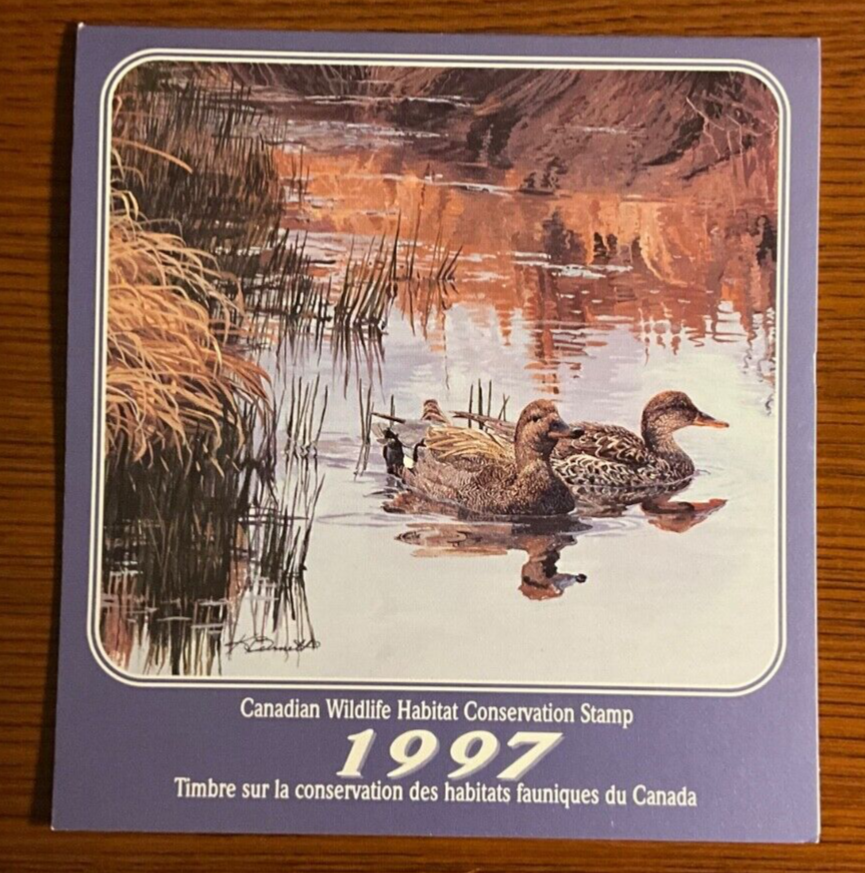 Canadian Wildlife Habitat Conservation Stamp
1997
Timbre sur la conservation des habitats fauniques du Canada